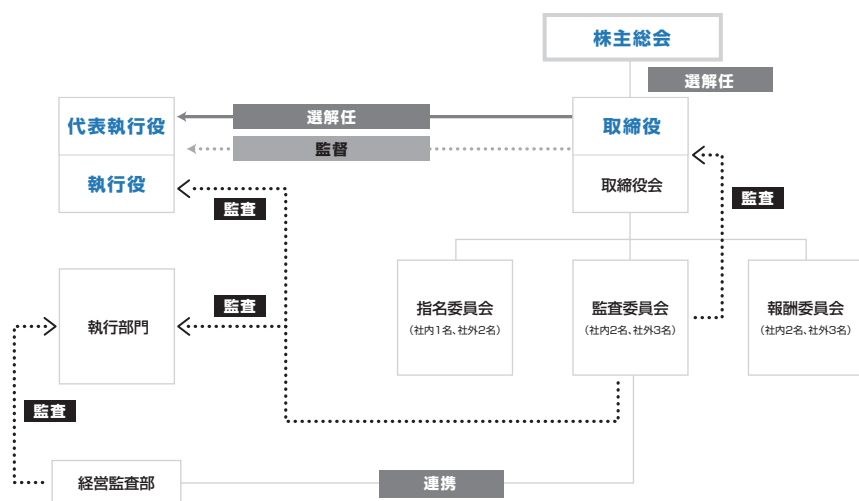 株主総会
選解任
代表執行役
選解任
取締役
監督
執行役
取締役会
監査
監査
指名委員会
(社内1名、社外2名)
監査委員会
(社内2名、社外3名)
報酬委員会
(社内2名、社外3名)
監査
執行部門
監査
経営監査部
連携